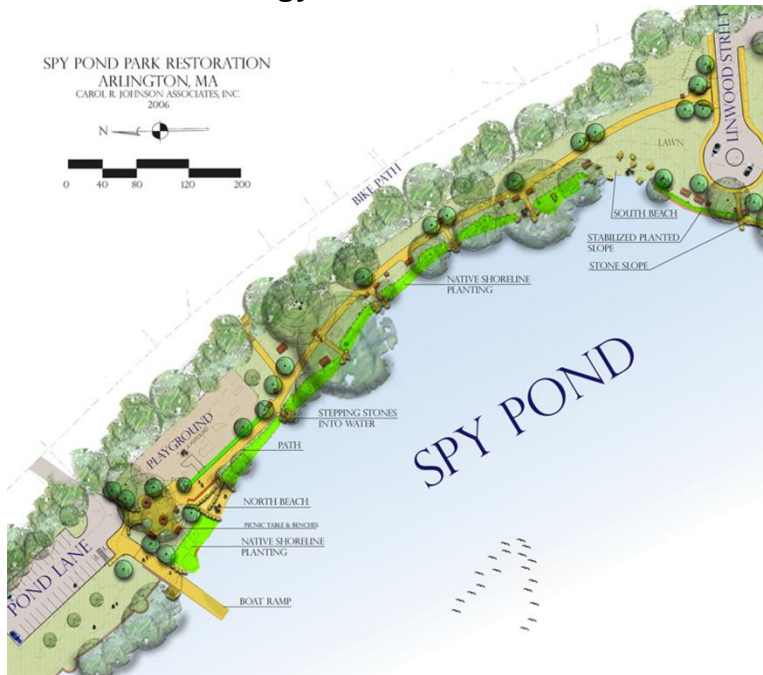 SPY POND PARK RESTORATION
ARLINGTON, MA
CAROL R. JOHNSON ASSOCIATES, INC.
2006
N
0 40 80 120 200
BIKE PATH
LINWOOD STREET
LAWN
SOUTH BEACH
STABILIZED PLANTED
SLOPE
STONE SLOPE
NATIVE SHORELINE
PLANTING
SPY POND
STEPPING STONES
INTO WATER
PLAYGROUND
PATH
NORTH BEACH
PICNIC TABLE & BENCHES
NATIVE SHORELINE
PLANTING
POND LANE
BOAT RAMP